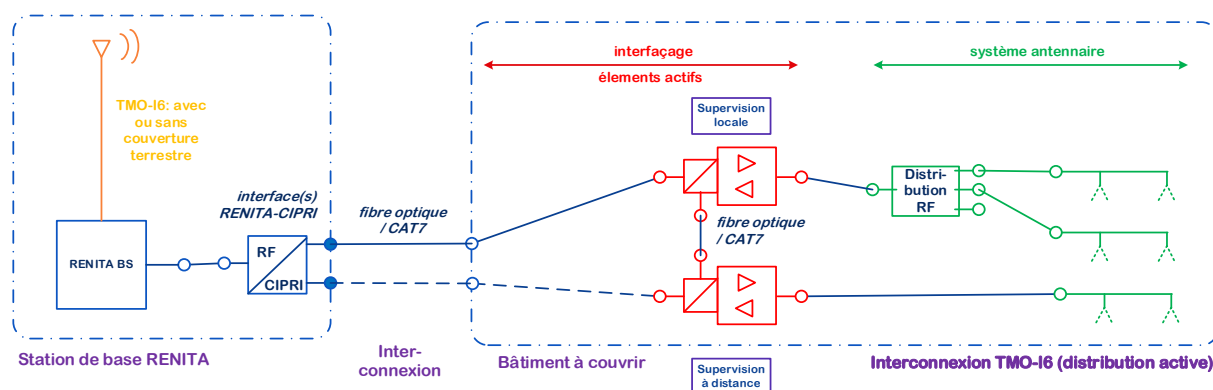 TMO-I6: avec
ou sans
couverture
terrestre
interface(s)
RENITA-CIPRI
RENITA BS
RF
CIPRI
Station de base RENITA
fibre optique
/ CAT7
Inter-
connexion
interfaçage
élements actifs
Supervision
locale
fibre optique
/ CAT7
Supervision
à distance
Bâtiment à couvrir
système antennaire
Distri-
bution
RF
Interconnexion TMO-I6 (distribution active)